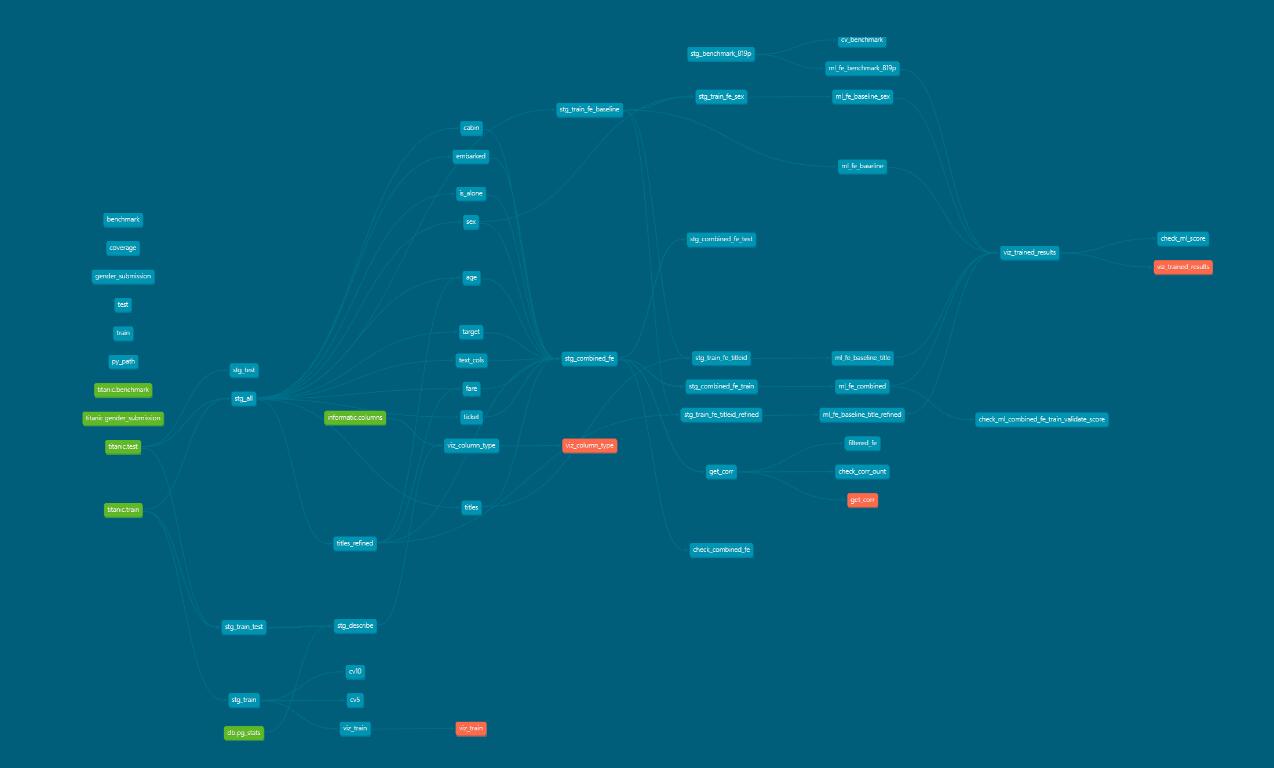 benchmark
coverage
gender_submission
test
train
py_path
titanic.benchmark
titanic.gender_submission
titanic.test
titanic.train
stg_test
stg_all
stg_train_test
stg_train
db.pg_stats
informatic.columns
titles_refined
stg_describe
cv10
cv5
viz_train
cabin
embarked
is_alone
sex
age
target
text_cols
fare
ticket
viz_column_type
titles
viz_train
stg_train_fe_baseline
stg_combined_fe
viz_column_type
stg_benchmark_819p
stg_train_fe_sex
stg_combined_fe_test
stg_train_fe_titleid
stg_combined_fe_train
stg_train_fe_titleid_refined
get_corr
check_combined_fe
cv_benchmark
ml_fe_benchmark_819p
ml_fe_baseline_sex
ml_fe_baseline
ml_fe_baseline_title
ml_fe_combined
ml_fe_baseline_title_refined
filtered_fe
check_corr_ount
get_corr
viz_trained_results
check_ml_combined_fe_train_validate_score
check_ml_score
viz_trained_results